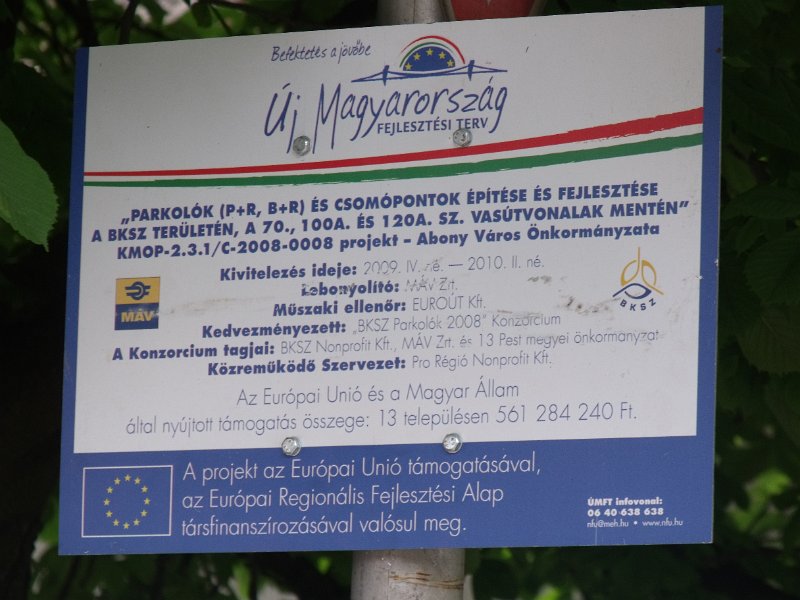 Befektetés a jövőbe
Új Magyarország
FEJLESZTÉSI TERV
„PARKOLÓK (P+R, B+R) ÉS CSOMÓPONTOK ÉPÍTÉSE ÉS FEJLESZTÉSE
A BKSZ TERÜLETÉN, A 70., 100A. ÉS 120A. SZ. VASÚTVONALAK MENTÉN”
KMOP-2.3.1/C-2008-0008 projekt – Abony Város Önkormányzata
Kivitelezés ideje: 2009. IV. né. — 2010. II. né.
Lebonyolító: MÁV Zrt.
Műszaki ellenőr: EUROÚT Kft.
Kedvezményezett: „BKSZ Parkolók 2008” Konzorcium
A Konzorcium tagjai: BKSZ Nonprofit Kft., MÁV Zrt. és 13 Pest megyei önkormányzat
Közreműködő Szervezet: Pro Régió Nonprofit Kft.
MÁV
BKSZ
Az Európai Unió és a Magyar Állam
által nyújtott támogatás összege: 13 településen 561 284 240 Ft.
A projekt az Európai Unió támogatásával,
az Európai Regionális Fejlesztési Alap
társfinanszírozásával valósul meg.
ÚMFT infovonal:
06 40 638 638
nfu@meh.hu • www.nfu.hu